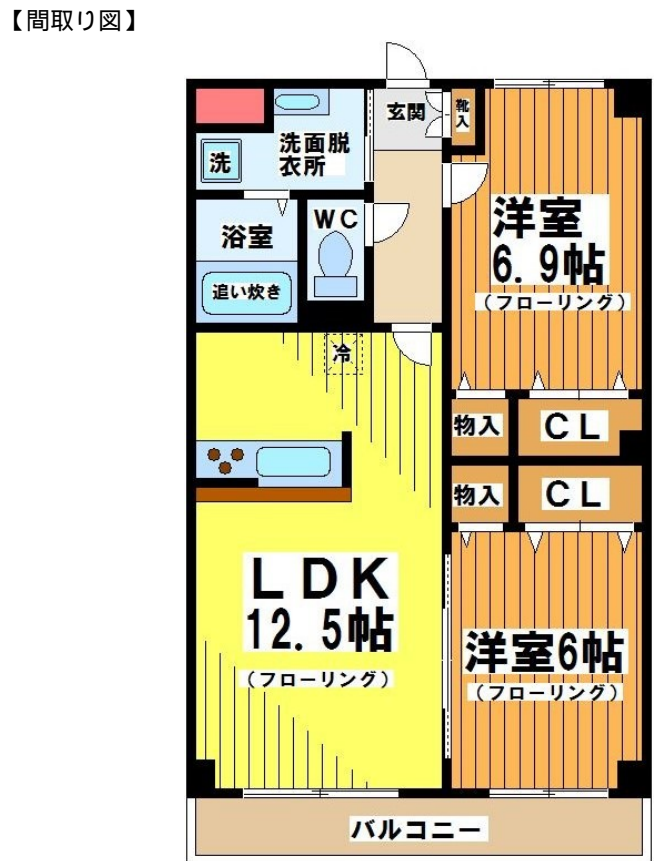 【間取り図】
玄関
靴
入
洗面脱
衣所
洗
浴室
追い炊き
WC
洋室
6.9帖
(フローリング)
冷
物入
CL
物入
CL
LDK
12.5帖
(フローリング)
洋室6帖
(フローリング)
バルコニー